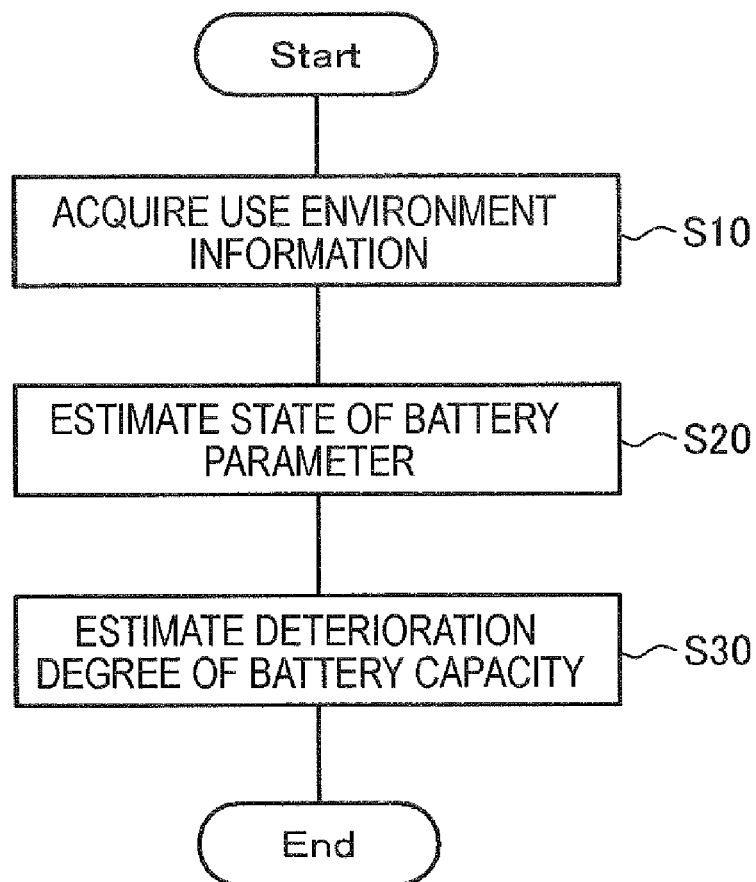 Start
ACQUIRE USE ENVIRONMENT
INFORMATION
S10
ESTIMATE STATE OF BATTERY
PARAMETER
S20
ESTIMATE DETERIORATION
DEGREE OF BATTERY CAPACITY
S30
End